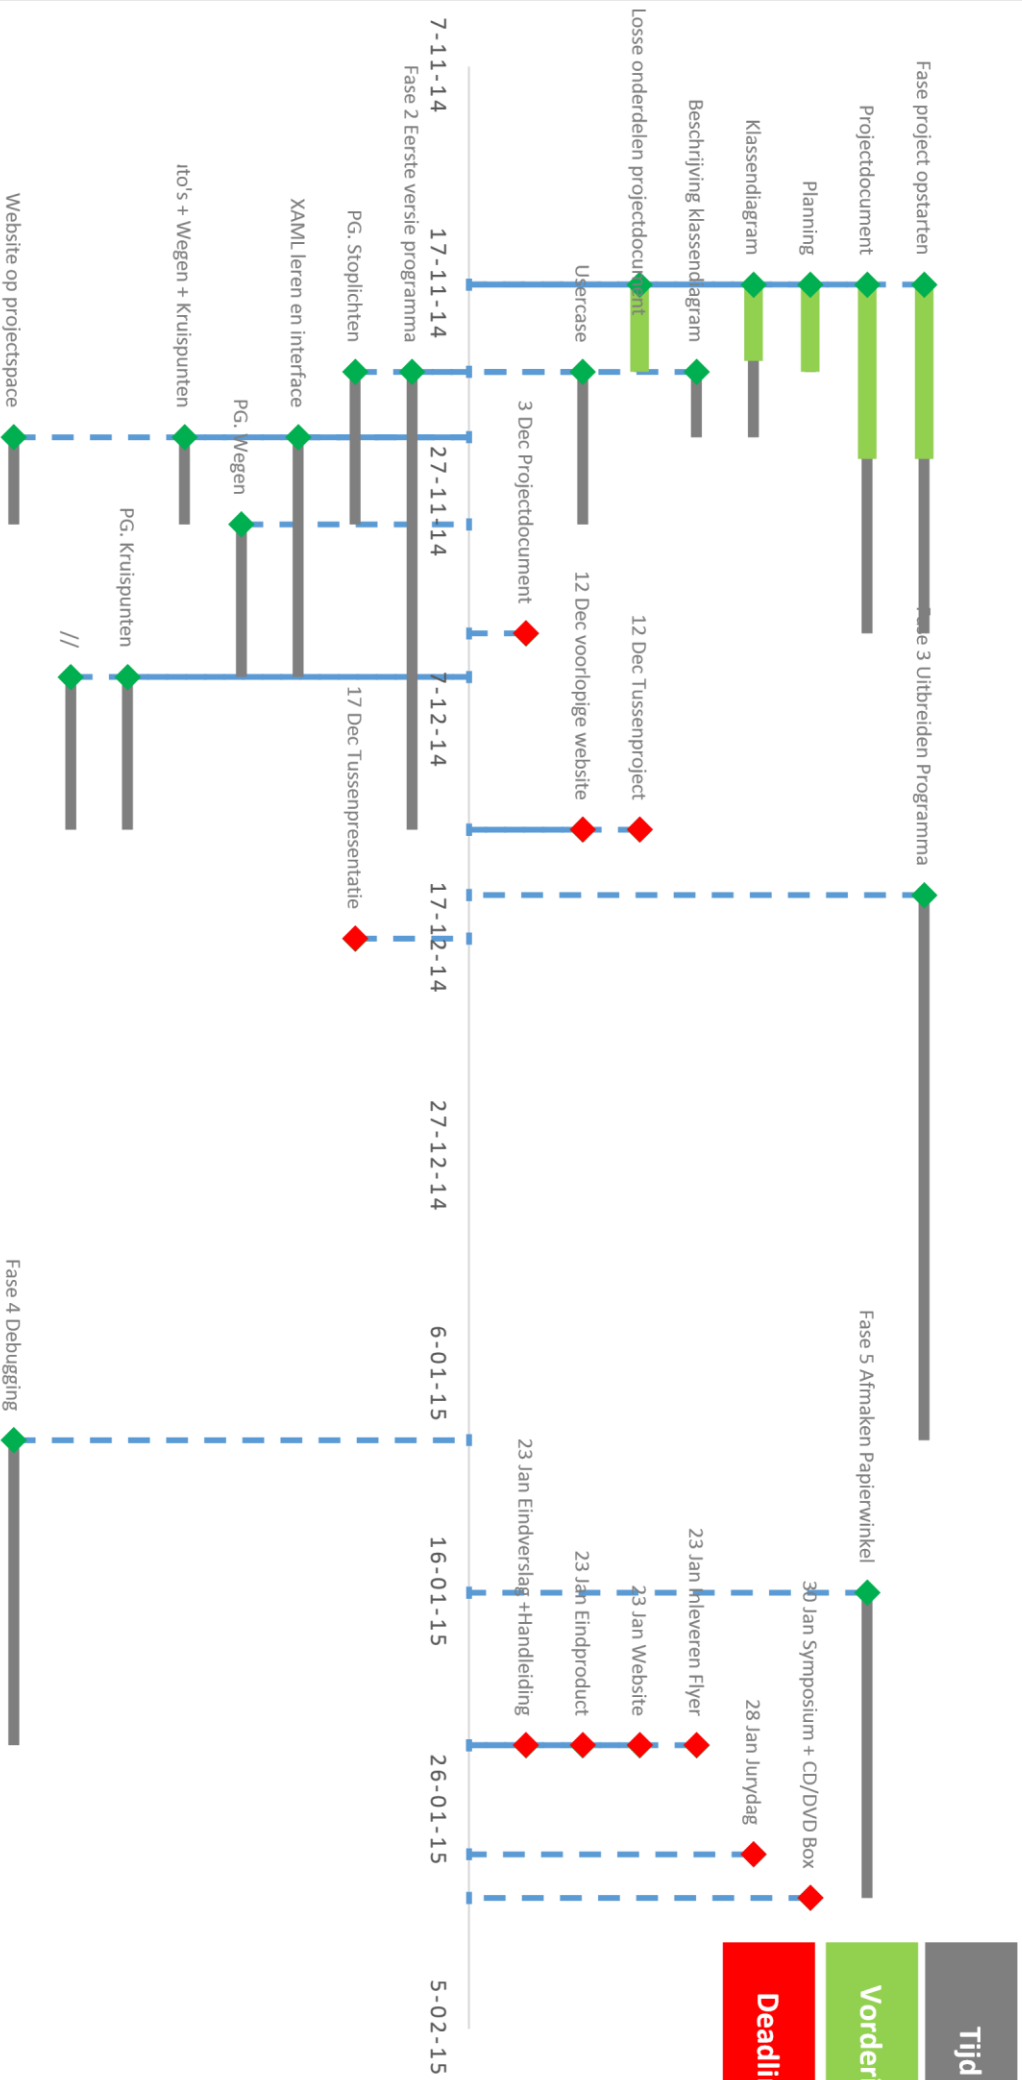 Fase project opstarten
Fase 3 Uitbreiden Programma
Projectdocument
Fase 5 Afmaken Papierwinkel
Planning
30 Jan Symposium + CD/DVD Box
Klassendiagram
28 Jan Jurydag
Beschrijving klassendiagram
23 Jan Inleveren Flyer
Losse onderdelen projectdocument
12 Dec Tussenproject
23 Jan Website
Usercase
12 Dec voorlopige website
23 Jan Eindproduct
3 Dec Projectdocument
23 Jan Eindverslag +Handleiding
7-11-14
17-11-14
27-11-14
7-12-14
17-12-14
27-12-14
6-01-15
16-01-15
26-01-15
5-02-15
Fase 2 Eerste versie programma
PG. Stoplichten
17 Dec Tussenpresentatie
XAML leren en interface
PG. Wegen
+ Wegen + Kruispunten
PG. Kruispunten
//
Website op projectspace
Fase 4 Debugging
Tijd